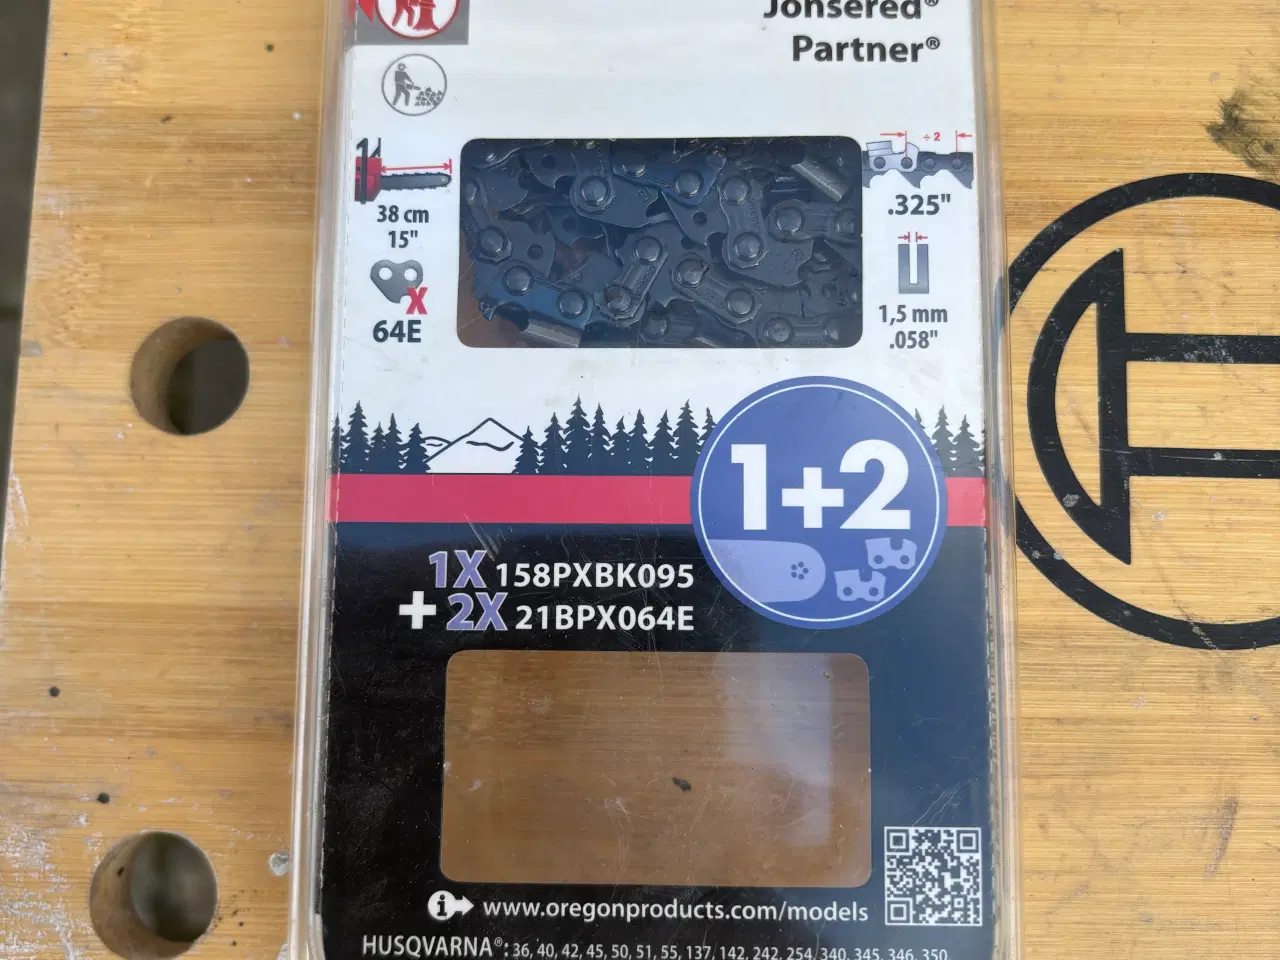 Jonsered®
Partner®
÷2
38 cm
15"
X
64E
.325"
1,5 mm
.058"
1+2
1X 158PXBK095
+ 2X 21BPX064E
i www.oregonproducts.com/models
HUSQVARNA®: 36, 40, 42, 45, 50, 51, 55, 137, 142, 242, 254, 340, 345, 346, 350